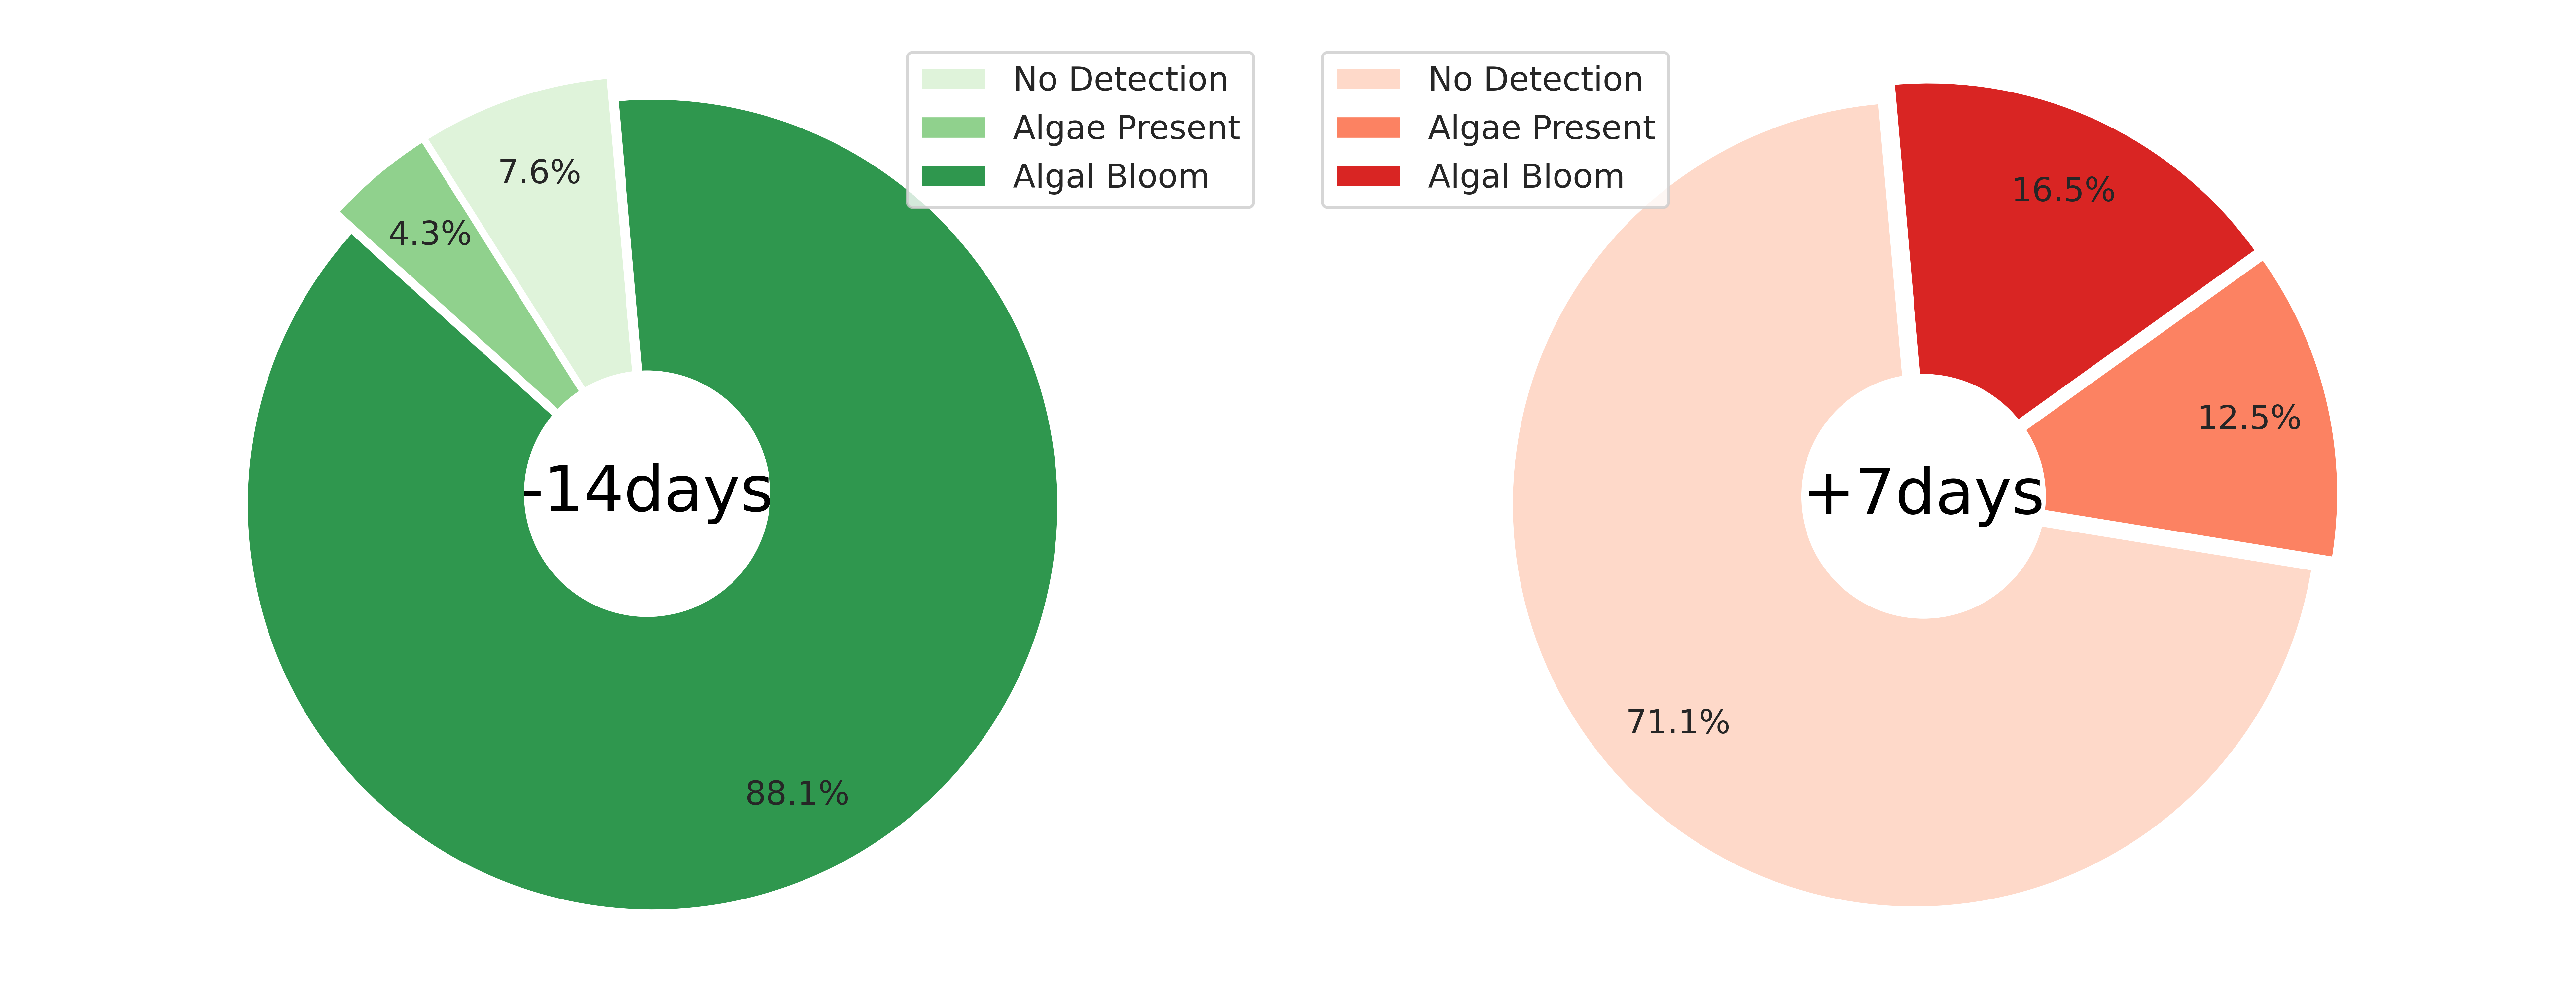 No Detection
Algae Present
Algal Bloom
7.6%
4.3%
-14days
88.1%
No Detection
Algae Present
Algal Bloom
16.5%
12.5%
+7days
71.1%